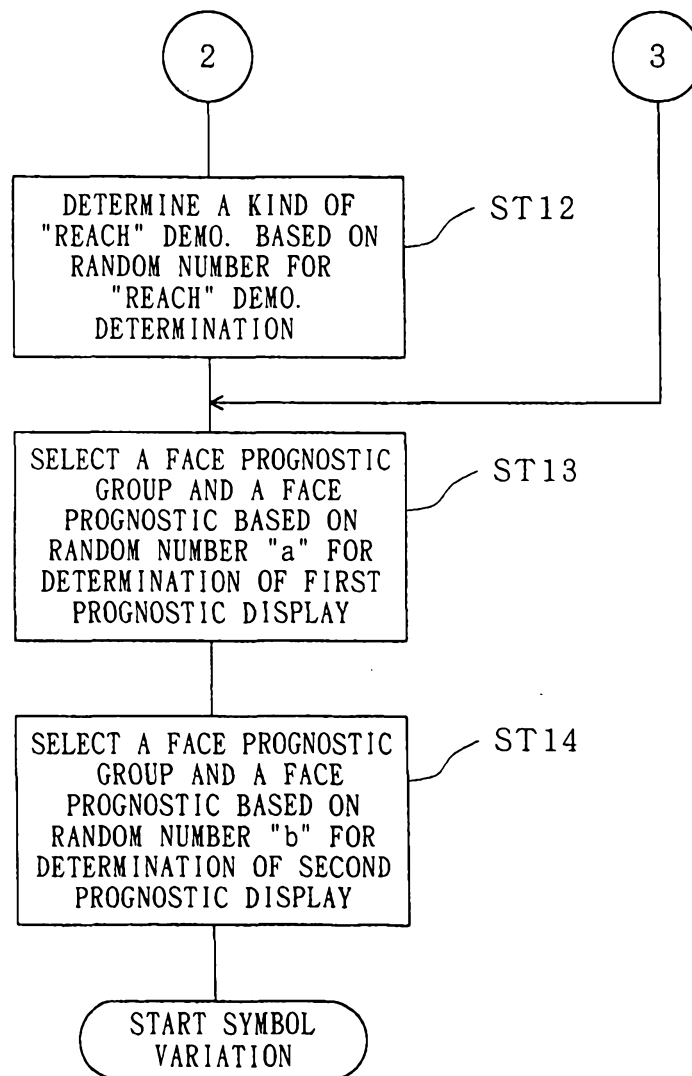 2
3
DETERMINE A KIND OF
"REACH" DEMO. BASED ON
RANDOM NUMBER FOR
"REACH" DEMO.
DETERMINATION
ST12
SELECT A FACE PROGNOSTIC
GROUP AND A FACE
PROGNOSTIC BASED ON
RANDOM NUMBER "a" FOR
DETERMINATION OF FIRST
PROGNOSTIC DISPLAY
ST13
SELECT A FACE PROGNOSTIC
GROUP AND A FACE
PROGNOSTIC BASED ON
RANDOM NUMBER "b" FOR
DETERMINATION OF SECOND
PROGNOSTIC DISPLAY
ST14
START SYMBOL
VARIATION